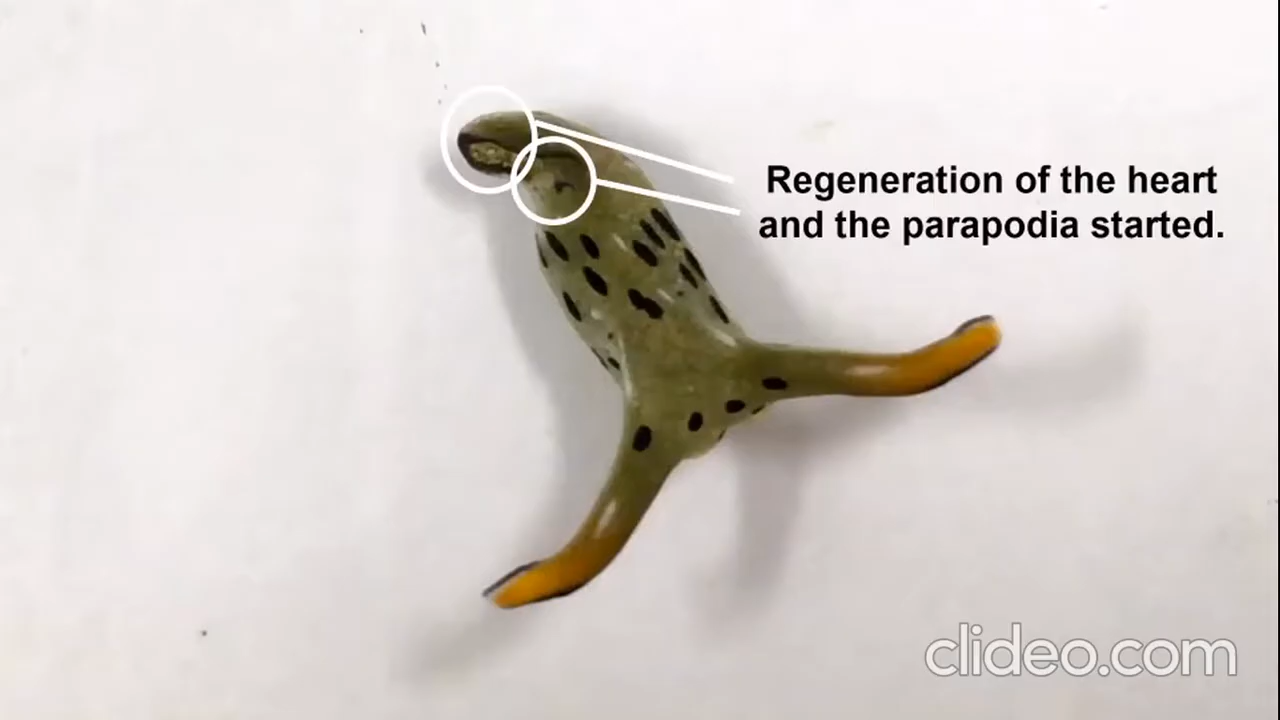 Regeneration of the heart
and the parapodia started.
clideo.com